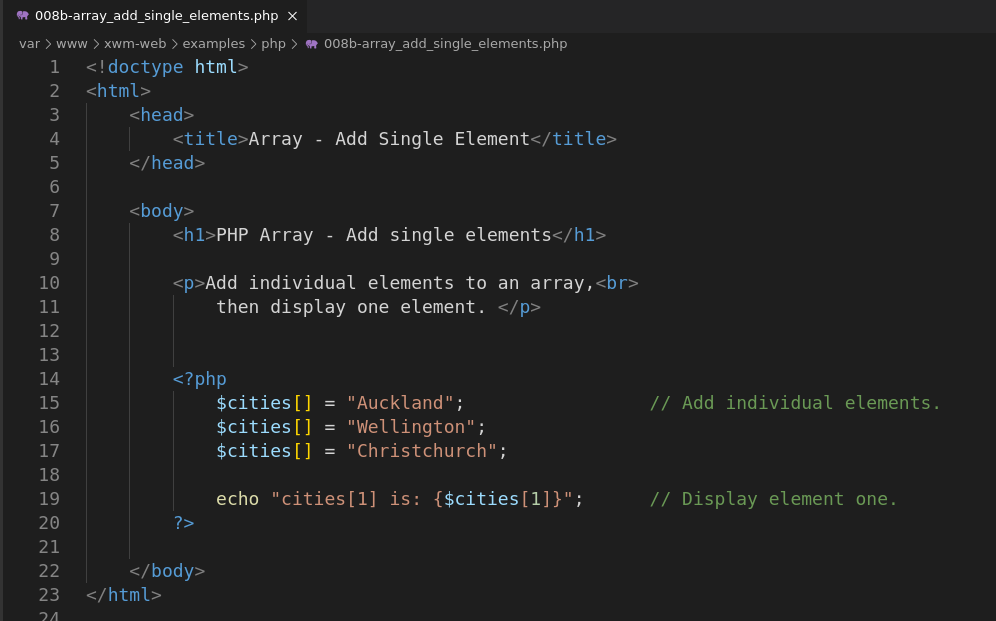 008b-array_add_single_elements.php ×
var > www > xwm-web > examples > php > 008b-array_add_single_elements.php
1 <!doctype html>
2 <html>
3     <head>
4         <title>Array - Add Single Element</title>
5     </head>
6
7     <body>
8         <h1>PHP Array - Add single elements</h1>
9
10         <p>Add individual elements to an array,<br>
11             then display one element. </p>
12
13
14         <?php
15             $cities[] = "Auckland";                 // Add individual elements.
16             $cities[] = "Wellington";
17             $cities[] = "Christchurch";
18
19             echo "cities[1] is: {$cities[1]}";      // Display element one.
20         ?>
21
22     </body>
23 </html>
24